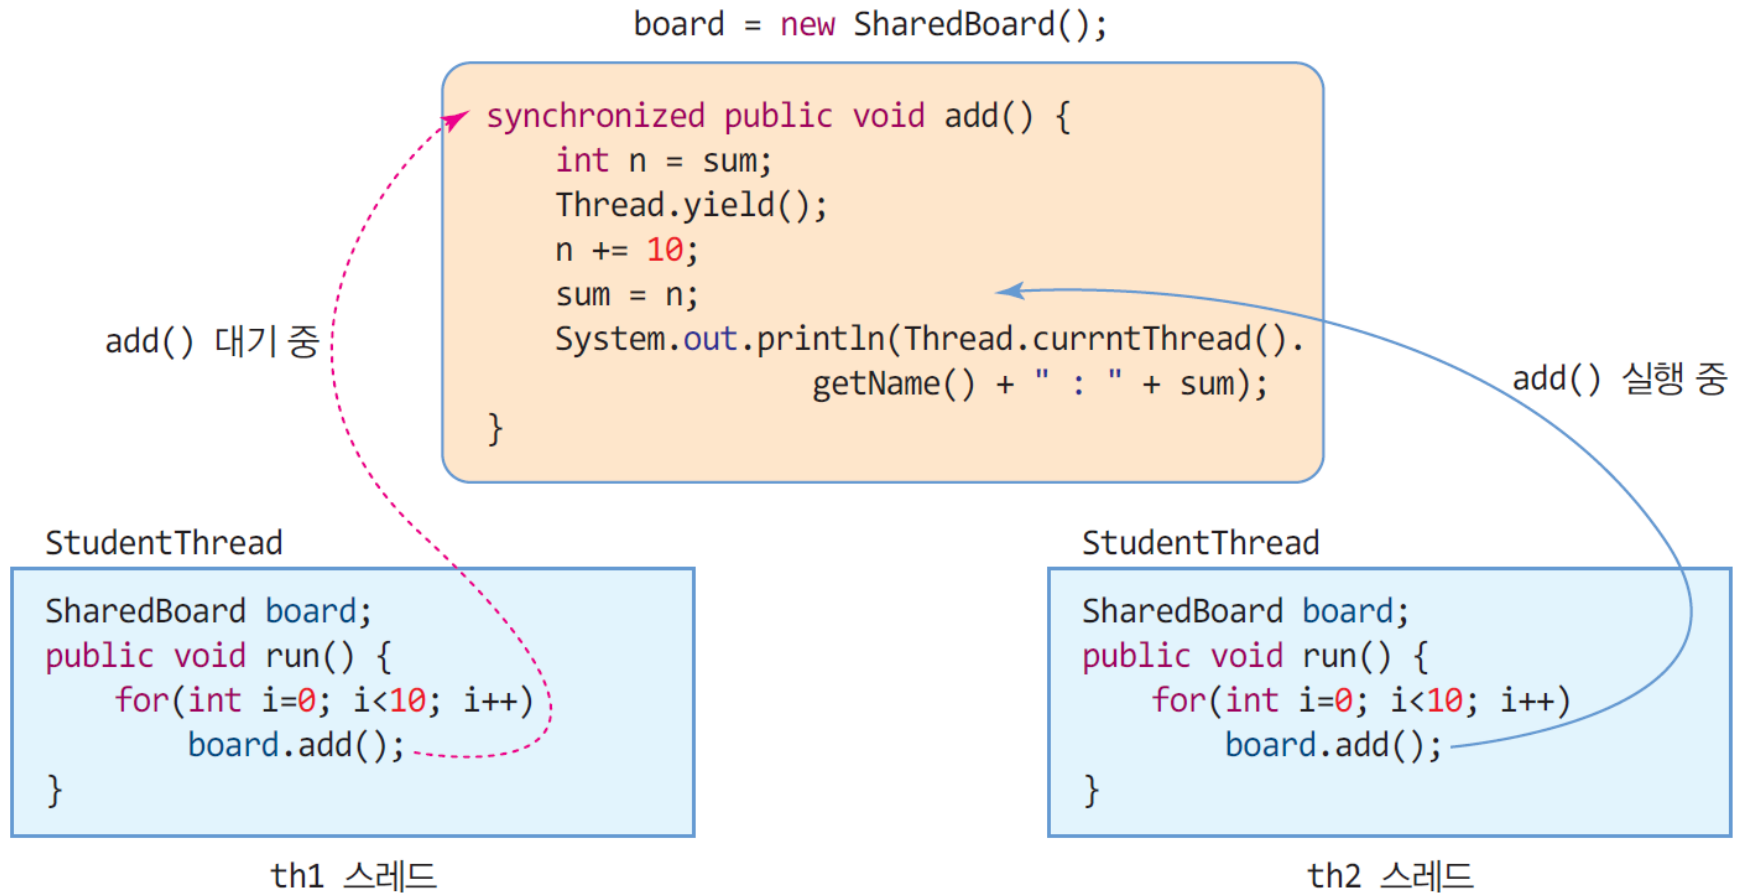 board = new SharedBoard();
synchronized public void add() {
int n = sum;
Thread.yield();
n += 10;
sum = n;
System.out.println(Thread.currntThread().
getName() + " : " + sum);
}
add() 대기 중
add() 실행 중
StudentThread
SharedBoard board;
public void run() {
for(int i=0; i<10; i++)
board.add();
}
th1 스레드
StudentThread
SharedBoard board;
public void run() {
for(int i=0; i<10; i++)
board.add();
}
th2 스레드